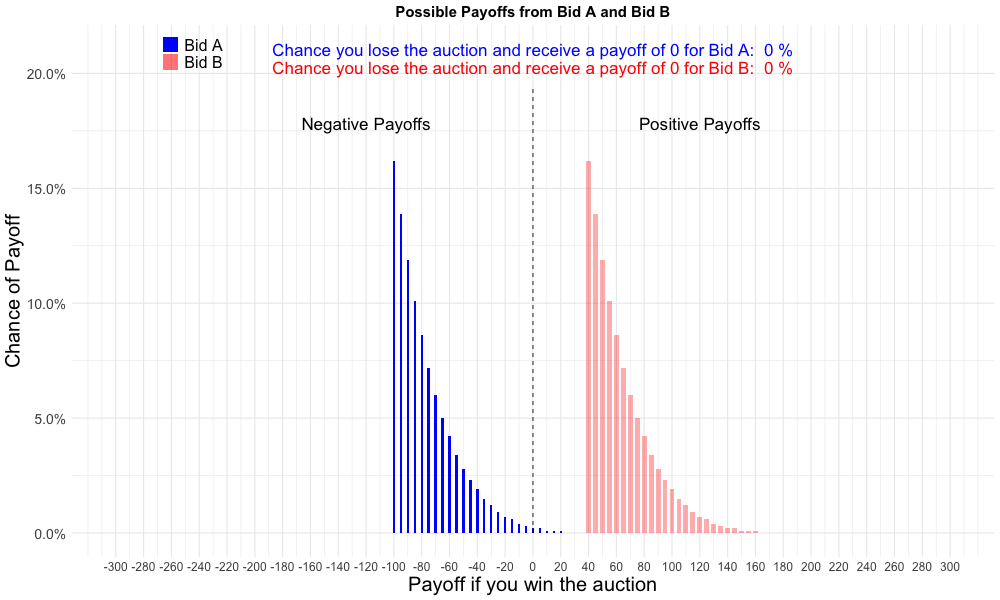 Possible Payoffs from Bid A and Bid B
Bid A
Bid B
Chance you lose the auction and receive a payoff of 0 for Bid A:  0 %
Chance you lose the auction and receive a payoff of 0 for Bid B:  0 %
Negative Payoffs
Positive Payoffs
Chance of Payoff
20.0%
15.0%
10.0%
5.0%
0.0%
-300 -280 -260 -240 -220 -200 -180 -160 -140 -120 -100 -80 -60 -40 -20 0 20 40 60 80 100 120 140 160 180 200 220 240 260 280 300
Payoff if you win the auction